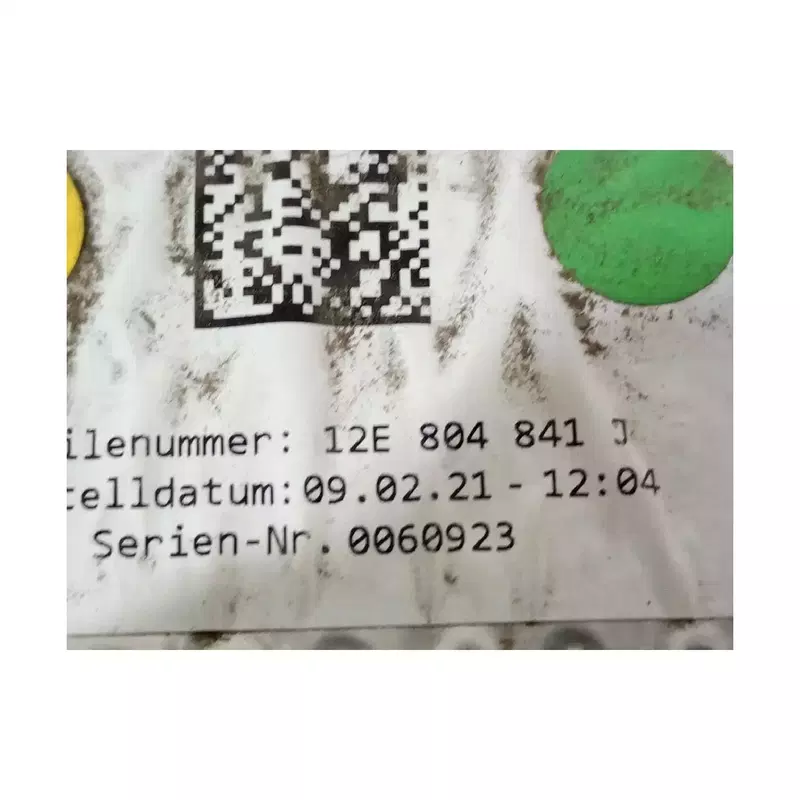 ilenummer: 12E 804 841 J
telldatum: 09.02.21 - 12:04
Serien-Nr. 0060923